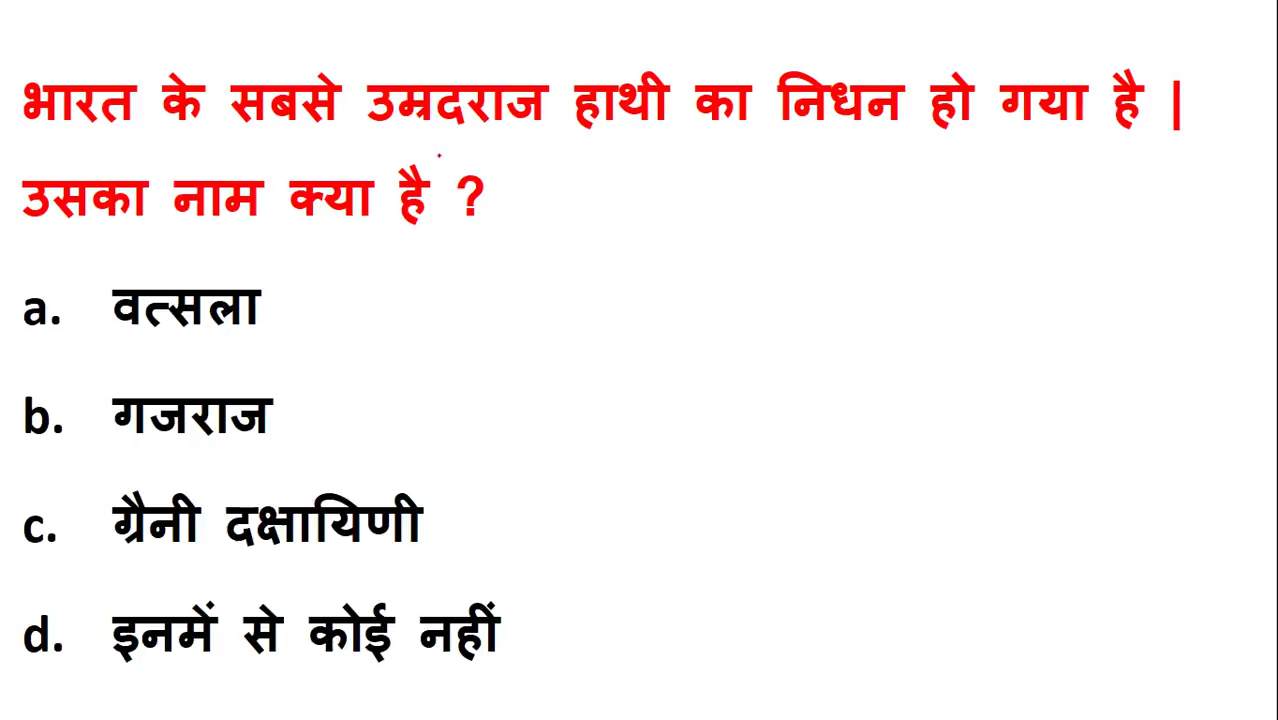 भारत के सबसे उम्रदराज हाथी का निधन हो गया है |
उसका नाम क्या है ?
a. वत्सला
b. गजराज
c. ग्रैनी दक्षायिणी
d. इनमें से कोई नहीं